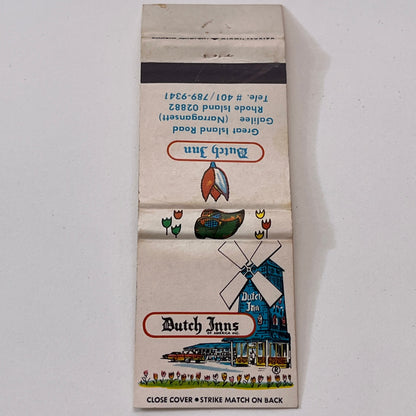 Tele. # 401/789-9341
Rhode Island 02882
Galilee (Narragansett)
Great Island Road
Dutch Inn
Dutch
Inn
Dutch Inns
OF AMERICA INC.
®
CLOSE COVER • STRIKE MATCH ON BACK